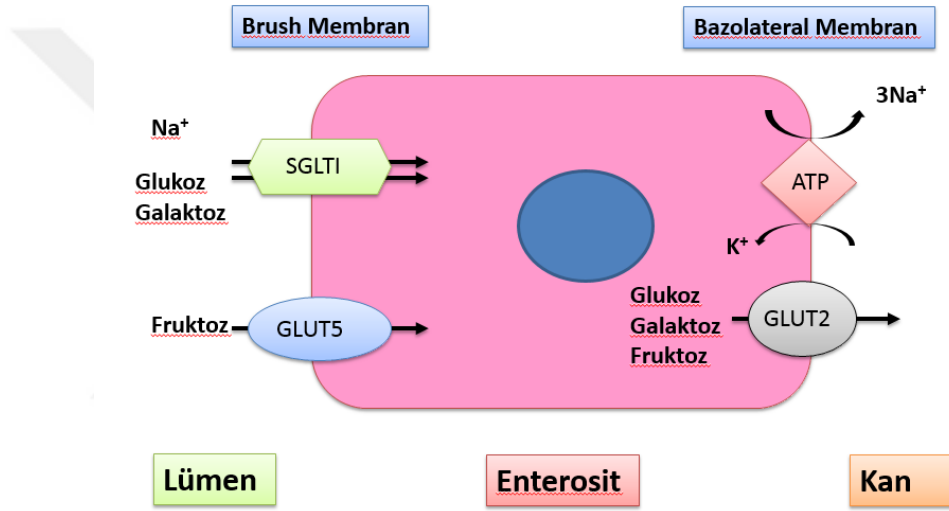 Brush Membran
Bazolateral Membran
3Na⁺
Na⁺
SGLTI
Glukoz
Galaktoz
ATP
K⁺
Fruktoz
GLUT5
Glukoz
Galaktoz
Fruktoz
GLUT2
Lümen
Enterosit
Kan